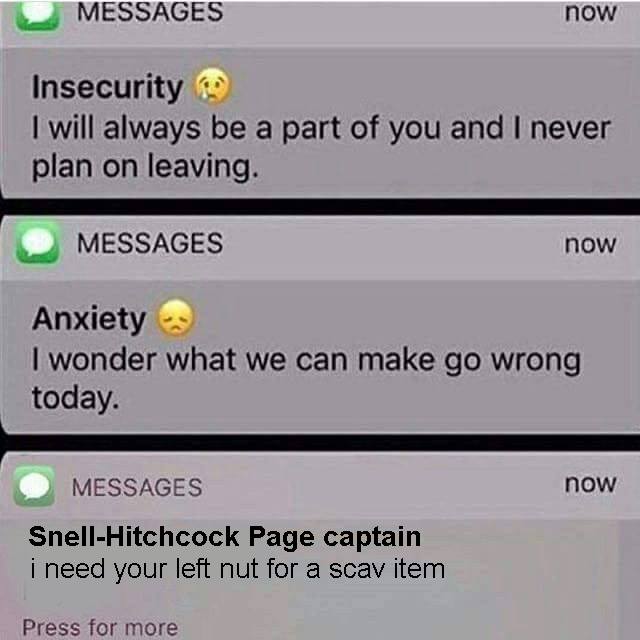 MESSAGES now
Insecurity 😢
I will always be a part of you and I never
plan on leaving.
MESSAGES now
Anxiety 😞
I wonder what we can make go wrong
today.
MESSAGES now
Snell-Hitchcock Page captain
i need your left nut for a scav item
Press for more